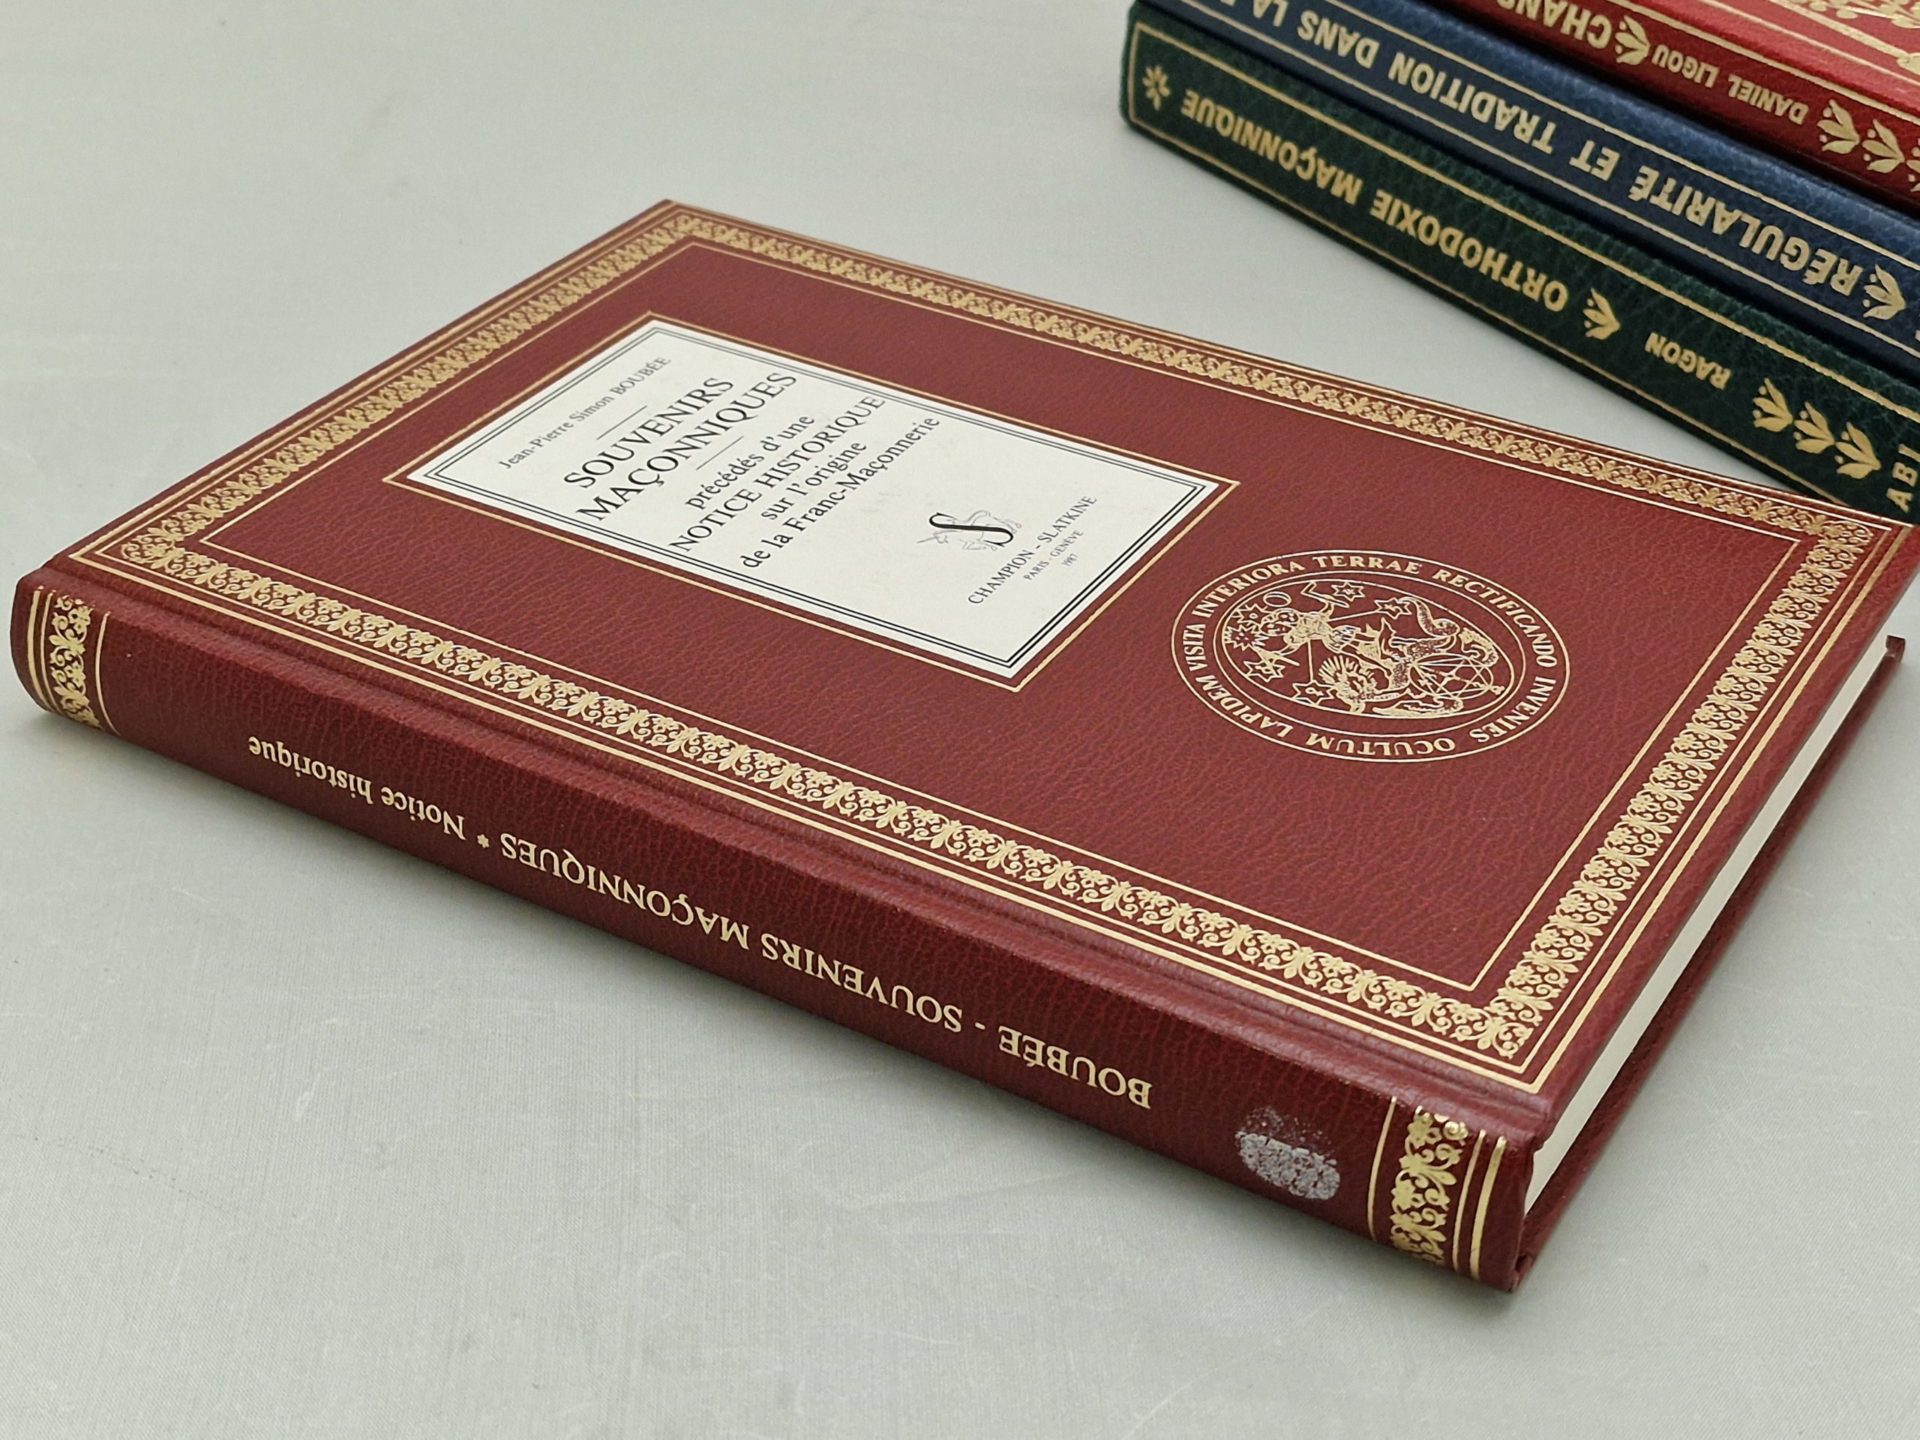 Jean-Pierre Simon BOUBÉE
SOUVENIRS
MAÇONNIQUES
précédés d'une
NOTICE HISTORIQUE
sur l'origine
de la Franc-Maçonnerie
CHAMPION - SLATKINE
PARIS - GENÈVE
1987
VISITA INTERIORA TERRAE RECTIFICANDO INVENIES OCULTUM LAPIDEM
BOUBÉE - SOUVENIRS MAÇONNIQUES * Notice historique
RAGON ORTHODOXIE MAÇONNIQUE
RÉGULARITÉ ET TRADITION DANS LA
DANIEL LIGOU